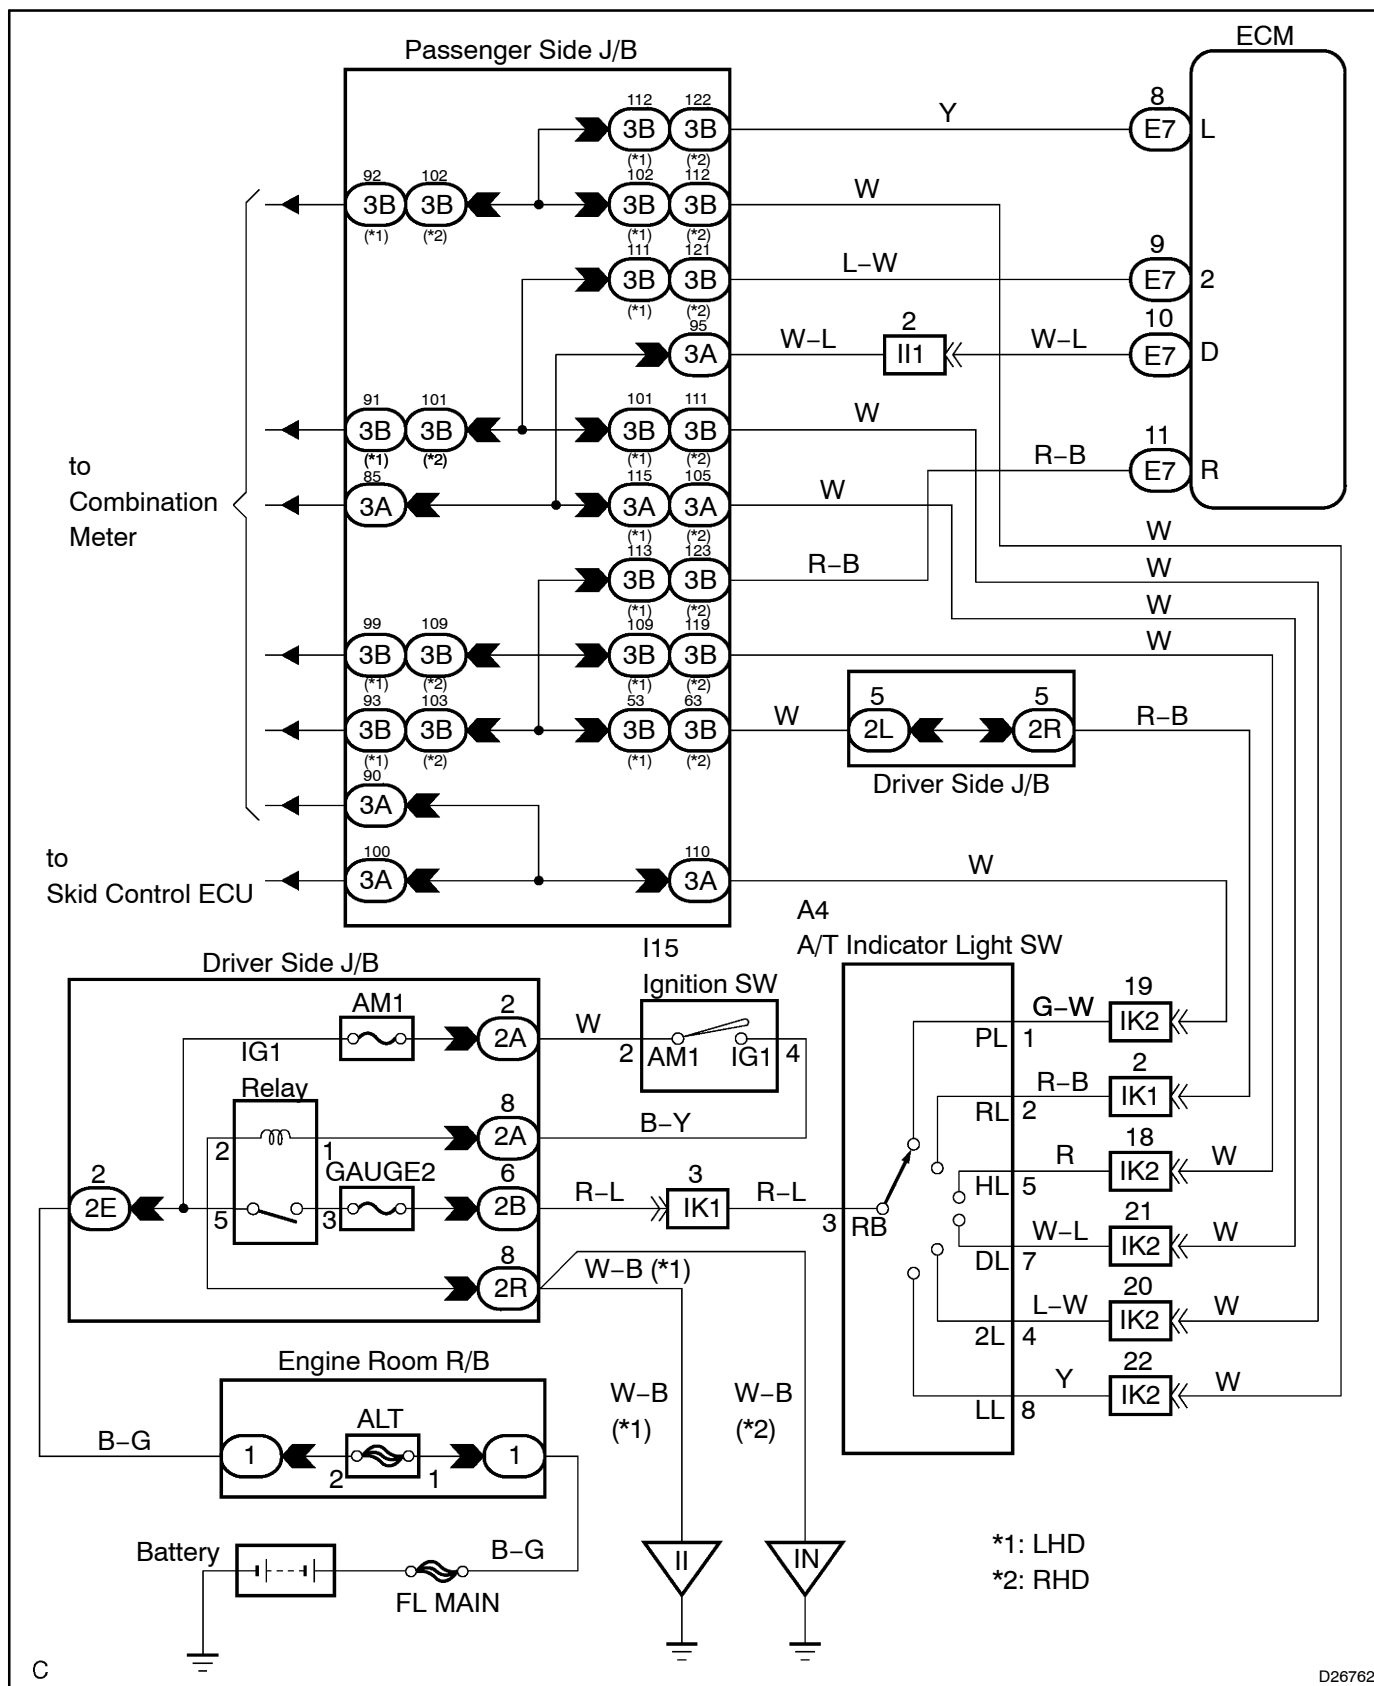 Passenger Side J/B
ECM
112 122
3B 3B
(*1) (*2)
Y
8
E7 L
92 102
3B 3B
(*1) (*2)
102 112
3B 3B
(*1) (*2)
W
111 121
3B 3B
(*1) (*2)
L–W
9
E7 2
95
3A
W–L
2
II1
W–L
10
E7 D
91 101
3B 3B
(*1) (*2)
101 111
3B 3B
(*1) (*2)
W
R–B
11
E7 R
to
Combination
Meter
85
3A
115 105
3A 3A
(*1) (*2)
W
W
W
W
W
113 123
3B 3B
(*1) (*2)
R–B
99 109
3B 3B
(*1) (*2)
109 119
3B 3B
(*1) (*2)
93 103
3B 3B
(*1) (*2)
53 63
3B 3B
(*1) (*2)
W
5 5
2L 2R
R–B
Driver Side J/B
90
3A
to
Skid Control ECU
100
3A
110
3A
W
A4
A/T Indicator Light SW
I15
Ignition SW
Driver Side J/B
AM1
2
2A
W
2 AM1 IG1 4
IG1
Relay
2 1
8
2A
B–Y
GAUGE2
2
2E
5 3
6
2B
R–L
3
IK1
R–L
3 RB
8
2R
W–B (*1)
PL 1
G–W
19
IK2
RL 2
R–B
2
IK1
HL 5
R
18
IK2
W
DL 7
W–L
21
IK2
W
2L 4
L–W
20
IK2
W
LL 8
Y
22
IK2
W
Engine Room R/B
ALT
1 2 1 1
B–G
W–B
(*1)
W–B
(*2)
Battery
B–G
FL MAIN
II
IN
*1: LHD
*2: RHD
C
D26762